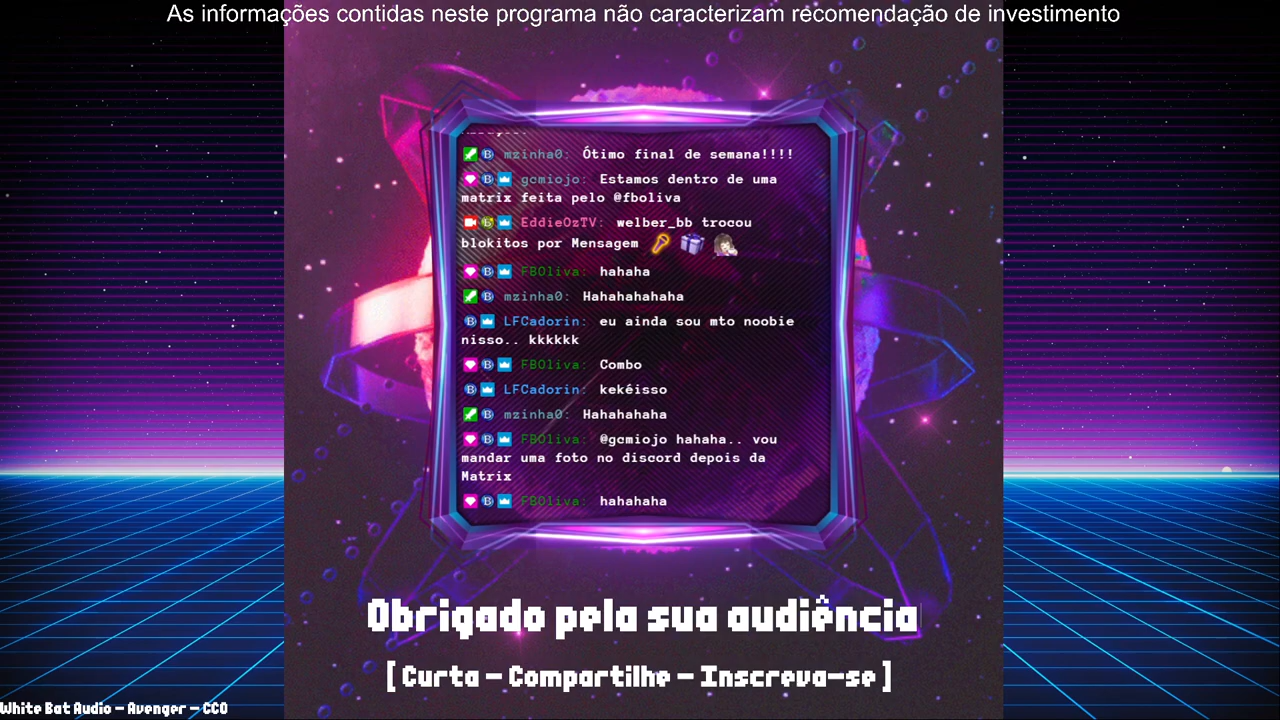 As informações contidas neste programa não caracterizam recomendação de investimento
mzinha0: Ótimo final de semana!!!!
gcmiojo: Estamos dentro de uma
matrix feita pelo @fboliva
EddieOzTV: welber_bb trocou
blokitos por Mensagem
FBOliva: hahaha
mzinha0: Hahahahahaha
LFCadorin: eu ainda sou mto noobie
nisso.. kkkkkk
FBOliva: Combo
LFCadorin: kekéisso
mzinha0: Hahahahaha
FBOliva: @gcmiojo hahaha.. vou
mandar uma foto no discord depois da
Matrix
FBOliva: hahahaha
Obrigado pela sua audiência
[ Curta - Compartilhe - Inscreva-se ]
White Bat Audio - Avenger - CC0